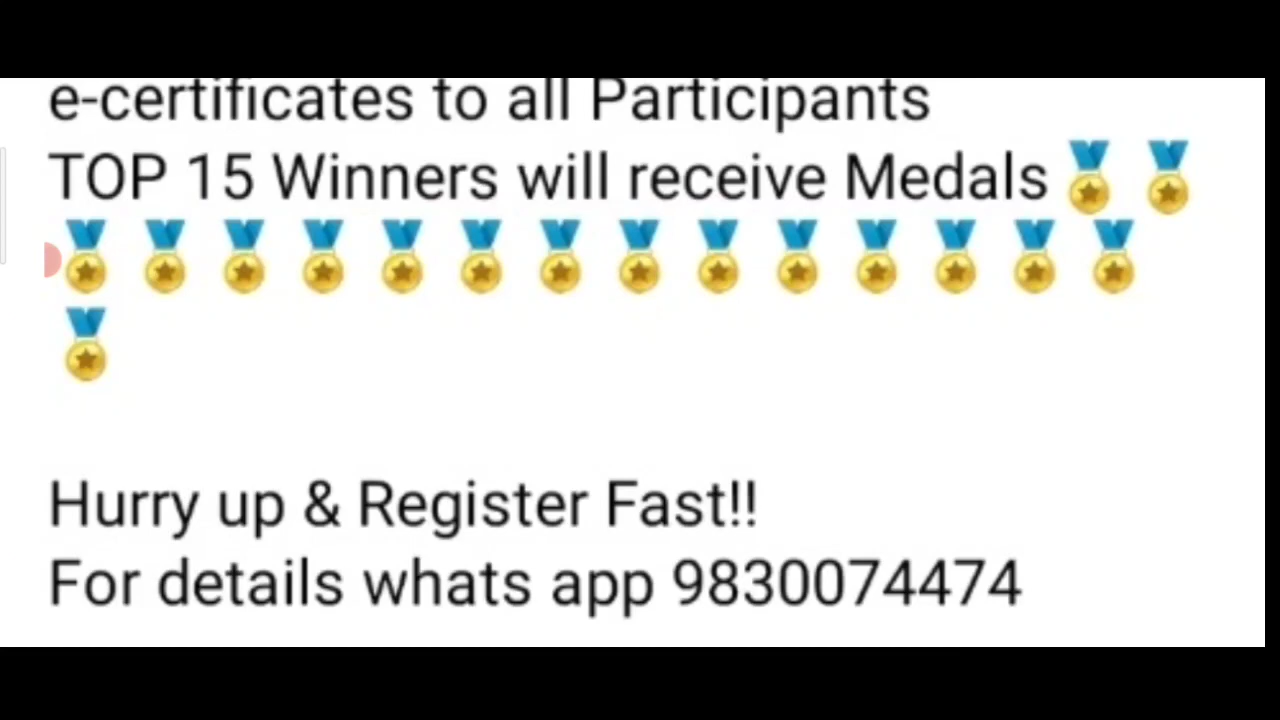 e-certificates to all Participants
TOP 15 Winners will receive Medals🏅🏅
🏅🏅🏅🏅🏅🏅🏅🏅🏅🏅🏅🏅🏅🏅
🏅
Hurry up & Register Fast!!
For details whats app 9830074474